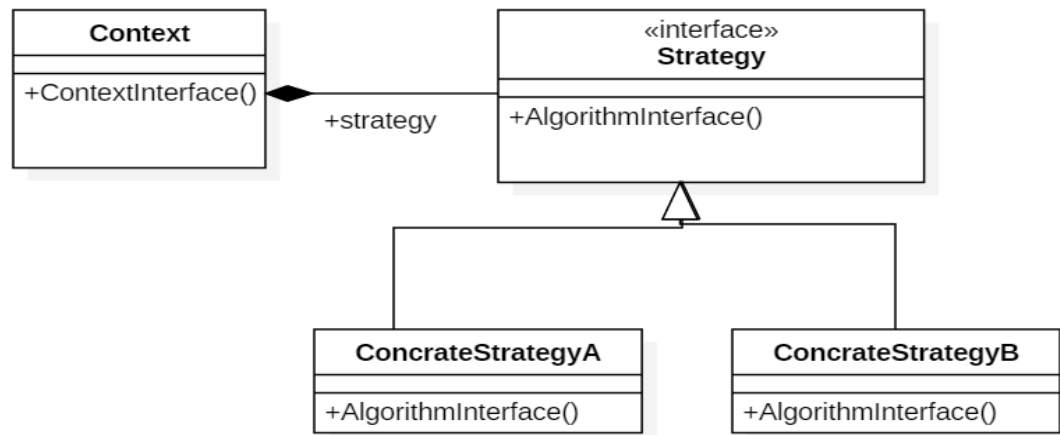 Context
+ContextInterface()
+strategy
«interface»
Strategy
+AlgorithmInterface()
ConcrateStrategyA
+AlgorithmInterface()
ConcrateStrategyB
+AlgorithmInterface()